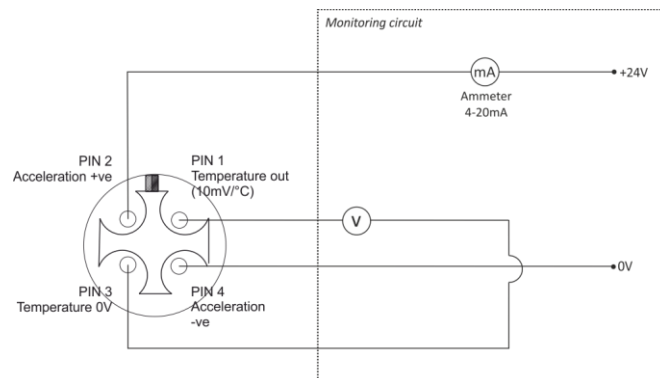 Monitoring circuit
mA
+24V
Ammeter
4-20mA
PIN 2
Acceleration +ve
PIN 1
Temperature out
(10mV/°C)
V
0V
PIN 3
Temperature 0V
PIN 4
Acceleration
-ve